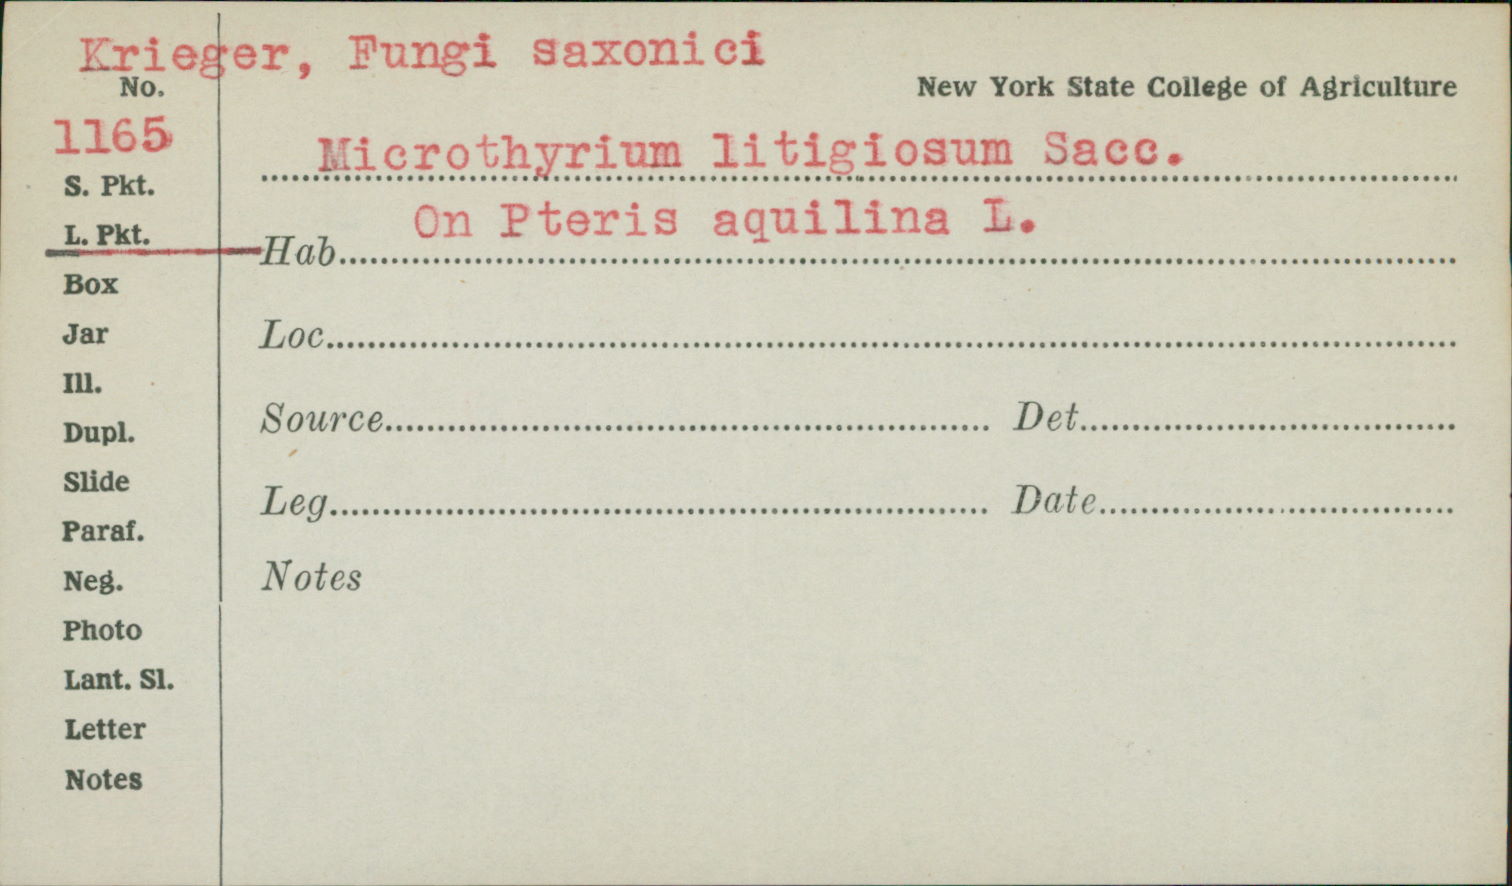 Krieger, Fungi saxonici
No.
New York State College of Agriculture
1165
Microthyrium litigiosum Sacc.
S. Pkt.
On Pteris aquilina L.
L. Pkt.
Hab
Box
Jar
Loc
Ill.
Source Det
Dupl.
Slide
Leg Date
Paraf.
Neg.
Notes
Photo
Lant. Sl.
Letter
Notes